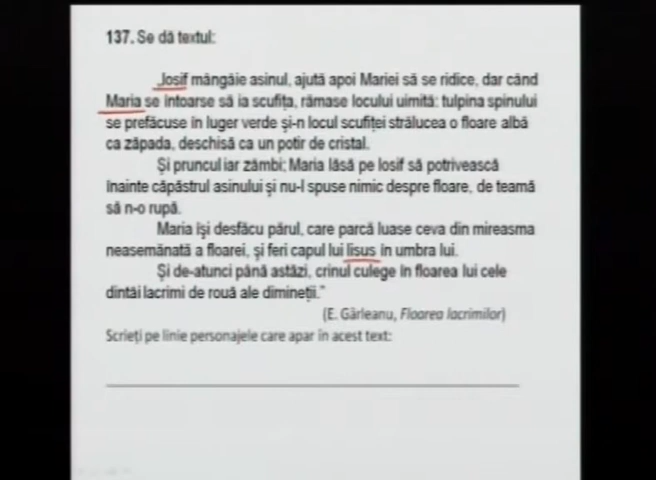 137. Se dă textul:
Iosif mângâie asinul, ajută apoi Mariei să se ridice, dar când
Maria se întoarse să ia scufița, rămase locului uimită: tulpina spinului
se prefăcuse în luger verde și-n locul scufiței strălucea o floare albă
ca zăpada, deschisă ca un potir de cristal.
Și pruncul iar zâmbi; Maria lăsă pe Iosif să potrivească
înainte căpăstrul asinului și nu-l spuse nimic despre floare, de teamă
să n-o rupă.
Maria își desfăcu părul, care parcă luase ceva din mireasma
neasemănată a floarei, și feri capul lui Iisus în umbra lui.
Și de-atunci până astăzi, crinul culege în floarea lui cele
dintâi lacrimi de rouă ale dimineții."
(E. Gârleanu, Floarea lacrimilor)
Scrieți pe linie personajele care apar în acest text: